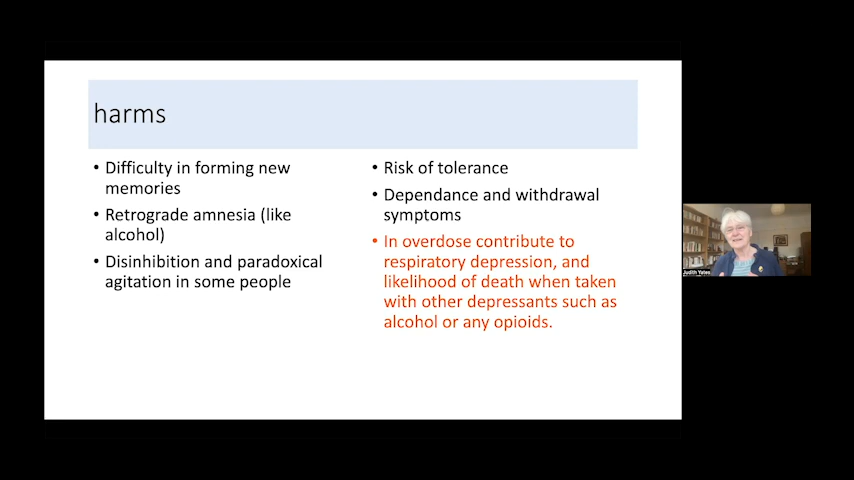 harms
• Difficulty in forming new
memories
• Retrograde amnesia (like
alcohol)
• Disinhibition and paradoxical
agitation in some people
• Risk of tolerance
• Dependance and withdrawal
symptoms
• In overdose contribute to
respiratory depression, and
likelihood of death when taken
with other depressants such as
alcohol or any opioids.
Judith Yates